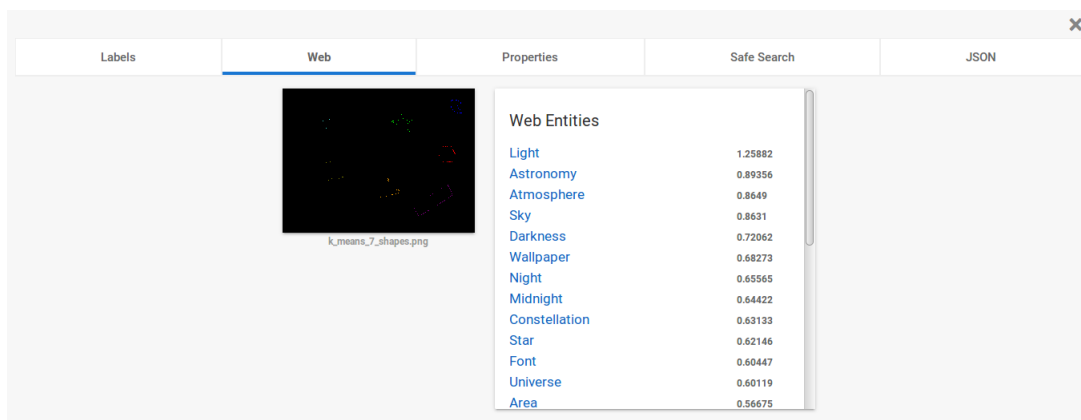 Labels Web Properties Safe Search JSON
k_means_7_shapes.png
Web Entities
Light 1.25882
Astronomy 0.89356
Atmosphere 0.8649
Sky 0.8631
Darkness 0.72062
Wallpaper 0.68273
Night 0.65565
Midnight 0.64422
Constellation 0.63133
Star 0.62146
Font 0.60447
Universe 0.60119
Area 0.56675